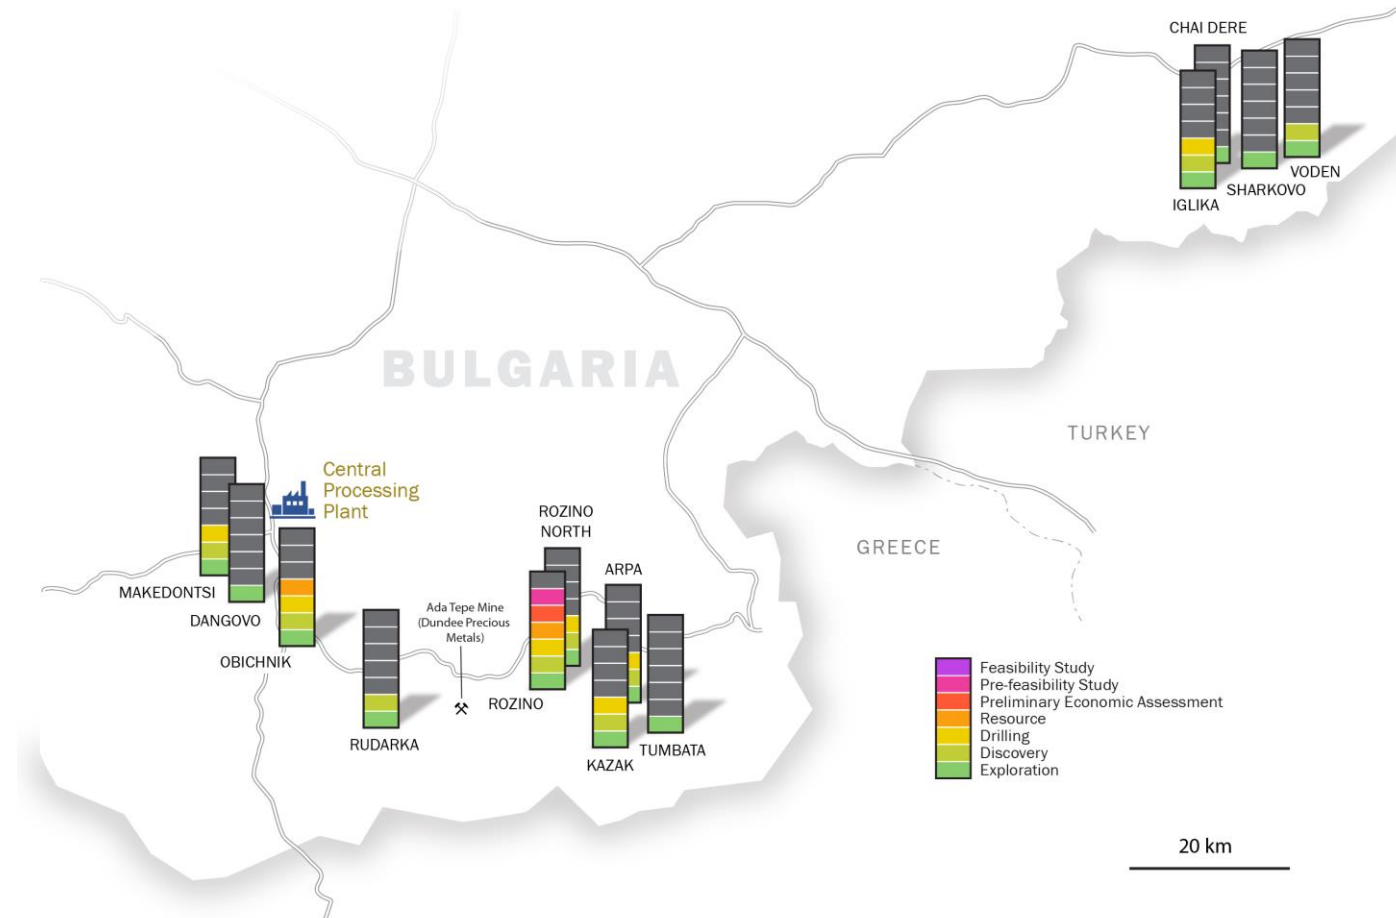 CHAI DERE
VODEN
SHARKOVO
IGLIKA
BULGARIA
TURKEY
GREECE
Central
Processing
Plant
MAKEDONTSI
DANGOVO
OBICHNIK
RUDARKA
Ada Tepe Mine
(Dundee Precious
Metals)
ROZINO
NORTH
ARPA
ROZINO
KAZAK
TUMBATA
Feasibility Study
Pre-feasibility Study
Preliminary Economic Assessment
Resource
Drilling
Discovery
Exploration
20 km